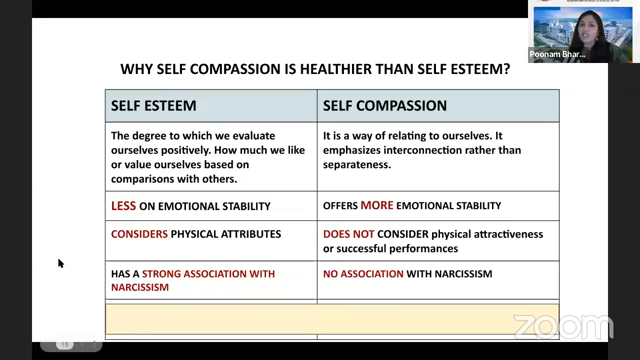 Poonam Bhar...
WHY SELF COMPASSION IS HEALTHIER THAN SELF ESTEEM?
SELF ESTEEM
SELF COMPASSION
The degree to which we evaluate
ourselves positively. How much we like
or value ourselves based on
comparisons with others.
It is a way of relating to ourselves. It
emphasizes interconnection rather than
separateness.
LESS ON EMOTIONAL STABILITY
OFFERS MORE EMOTIONAL STABILITY
CONSIDERS PHYSICAL ATTRIBUTES
DOES NOT CONSIDER physical attractiveness
or successful performances
HAS A STRONG ASSOCIATION WITH
NARCISSISM
NO ASSOCIATION WITH NARCISSISM
zoom